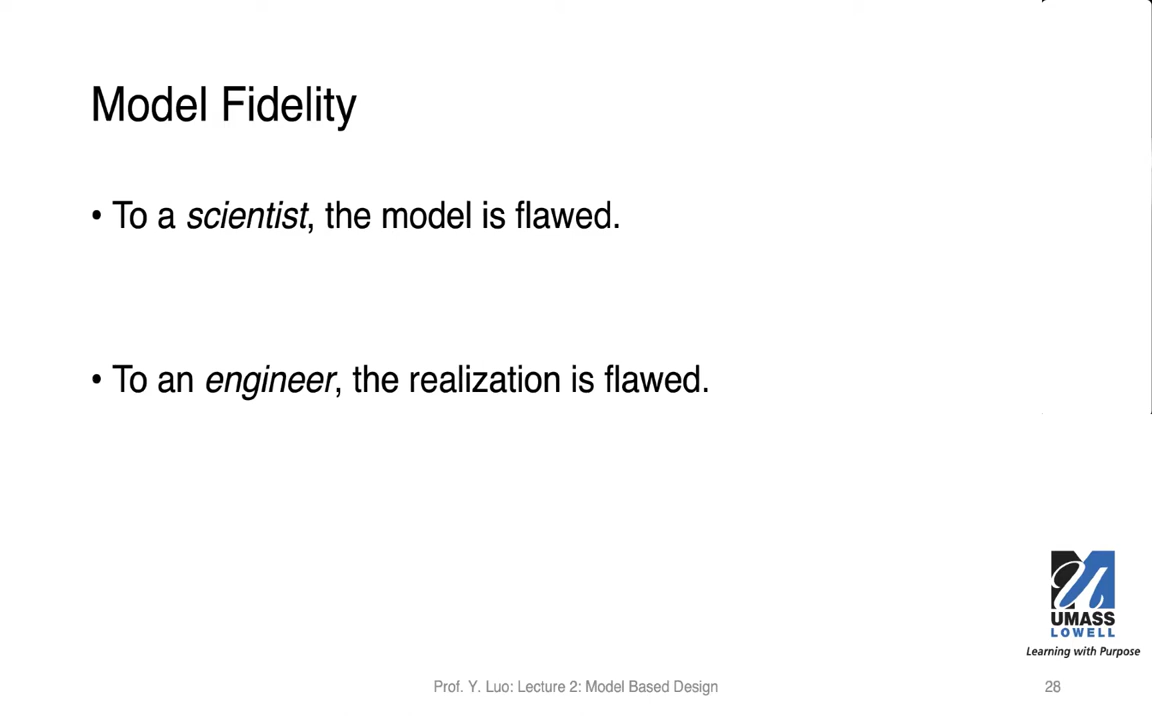 Model Fidelity
• To a scientist, the model is flawed.
• To an engineer, the realization is flawed.
UMASS
LOWELL
Learning with Purpose
Prof. Y. Luo: Lecture 2: Model Based Design
28